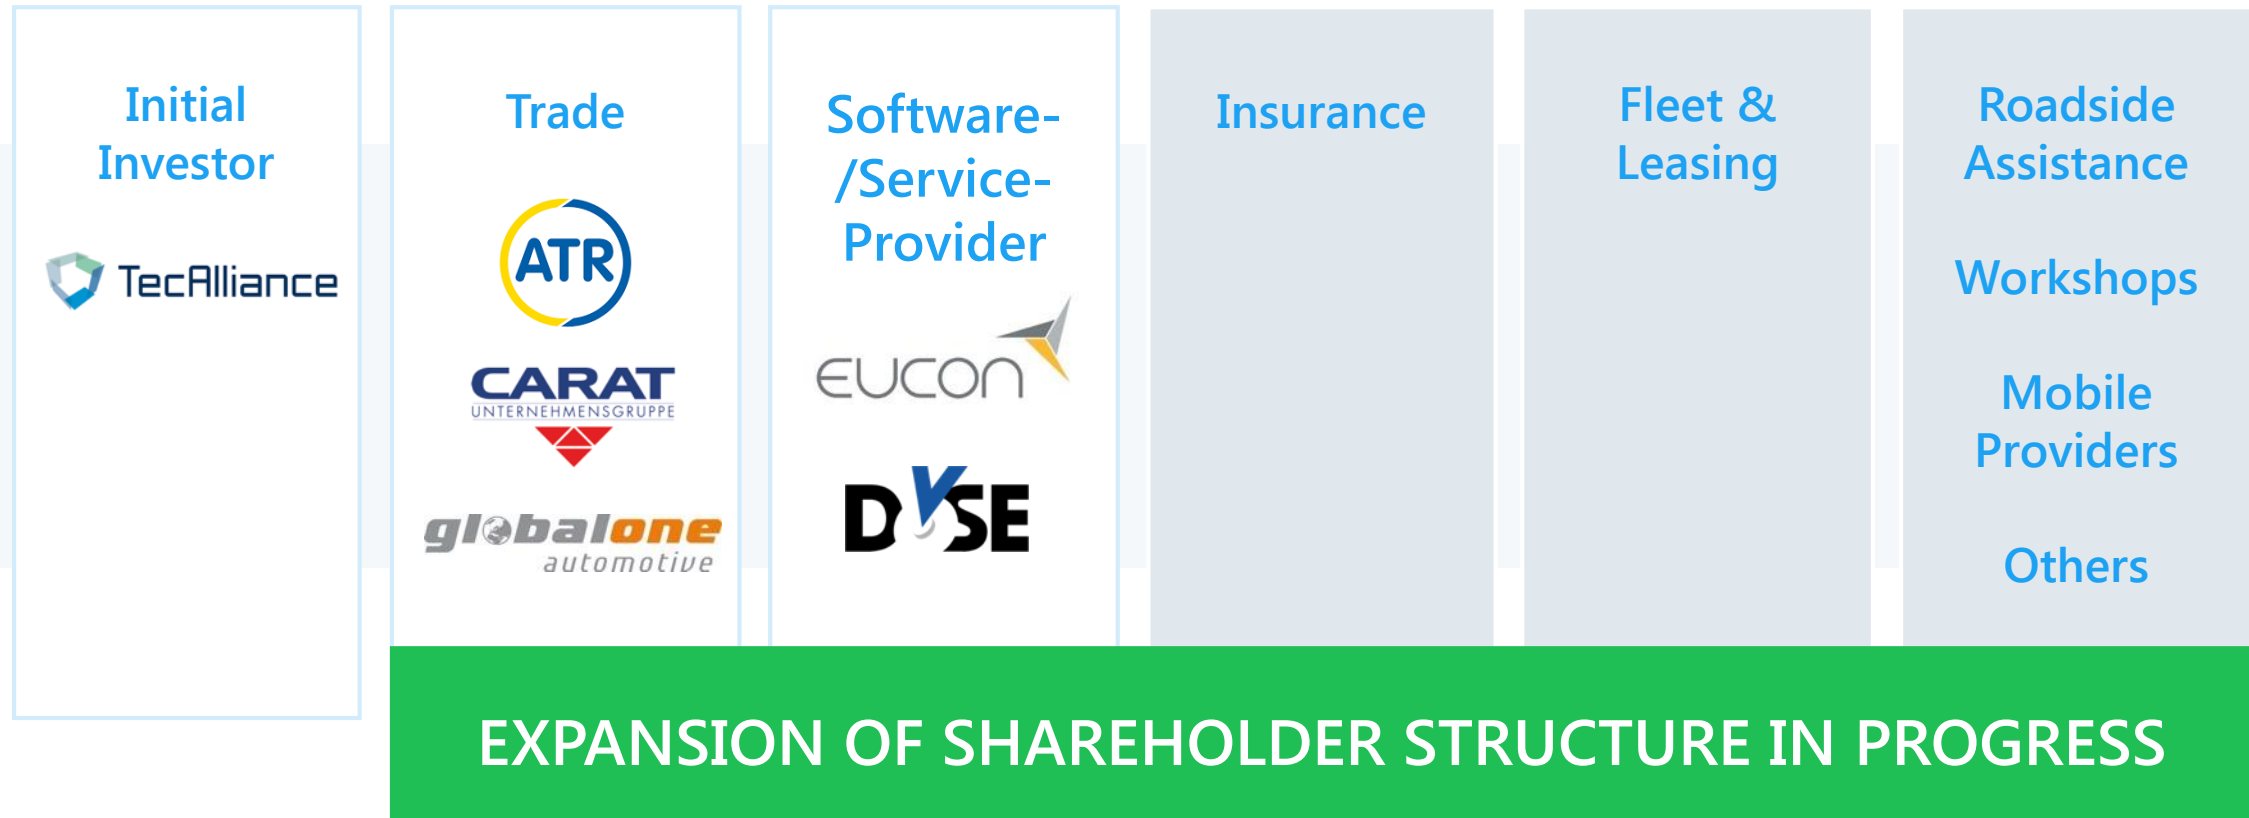 Initial
Investor
TecAlliance
Trade
ATR
CARAT
UNTERNEHMENSGRUPPE
globalone
automotive
Software-
/Service-
Provider
EUCON
DVSE
Insurance
Fleet &
Leasing
Roadside
Assistance
Workshops
Mobile
Providers
Others
EXPANSION OF SHAREHOLDER STRUCTURE IN PROGRESS